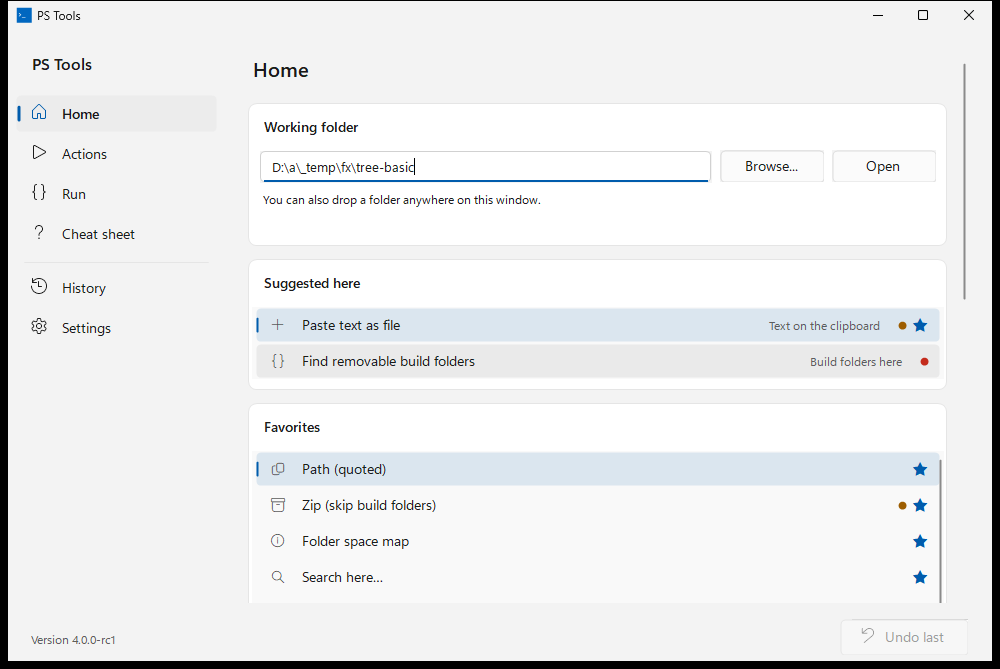 PS Tools
PS Tools
Home
Actions
Run
Cheat sheet
History
Settings
Version 4.0.0-rc1
Home
Working folder
D:\a\_temp\fx\tree-basic
Browse...
Open
You can also drop a folder anywhere on this window.
Suggested here
Paste text as file Text on the clipboard
Find removable build folders Build folders here
Favorites
Path (quoted)
Zip (skip build folders)
Folder space map
Search here...
Undo last